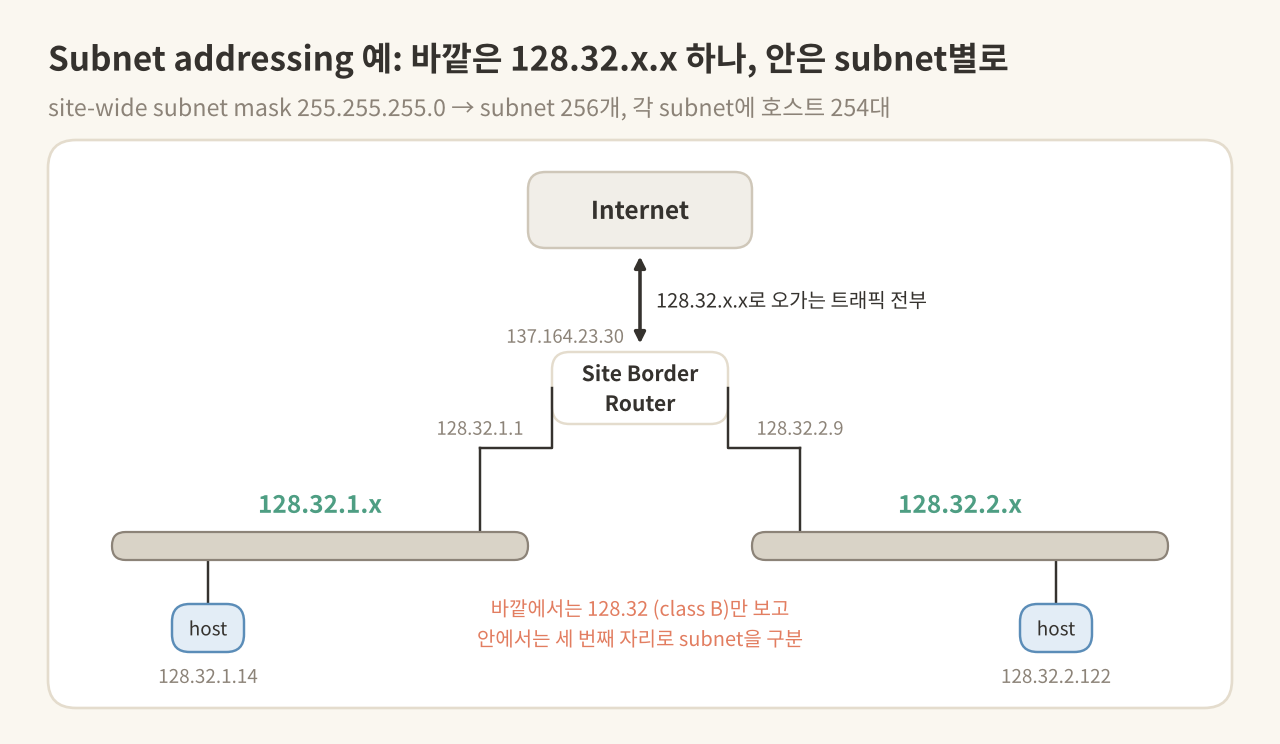 Subnet addressing 예: 바깥은 128.32.x.x 하나, 안은 subnet별로
site-wide subnet mask 255.255.255.0 → subnet 256개, 각 subnet에 호스트 254대
Internet
128.32.x.x로 오가는 트래픽 전부
137.164.23.30
Site Border
Router
128.32.1.1
128.32.2.9
128.32.1.x
128.32.2.x
바깥에서는 128.32 (class B)만 보고
안에서는 세 번째 자리로 subnet을 구분
host
host
128.32.1.14
128.32.2.122